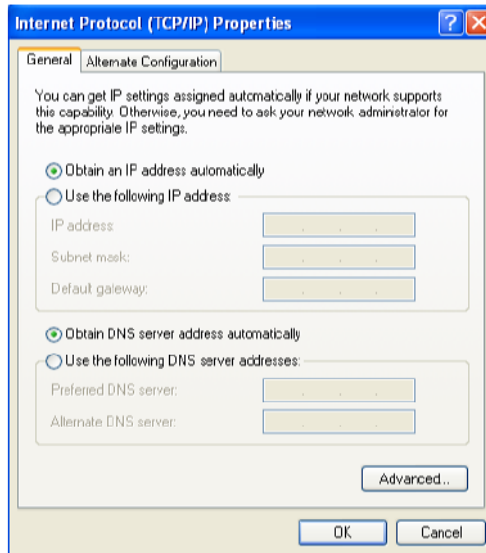 Internet Protocol (TCP/IP) Properties
General
Alternate Configuration
You can get IP settings assigned automatically if your network supports
this capability. Otherwise, you need to ask your network administrator for
the appropriate IP settings.
Obtain an IP address automatically
Use the following IP address:
IP address:
Subnet mask:
Default gateway:
Obtain DNS server address automatically
Use the following DNS server addresses:
Preferred DNS server:
Alternate DNS server:
Advanced...
OK
Cancel